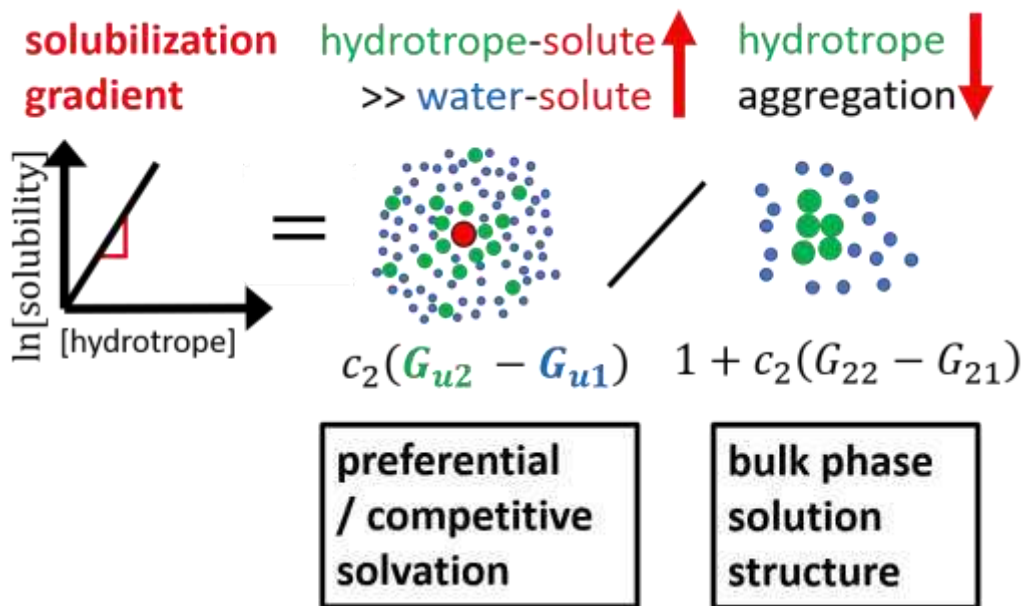 solubilization
gradient
hydrotrope-solute
>> water-solute
hydrotrope
aggregation
ln[solubility]
[hydrotrope]
=
/
c₂(Gᵤ₂ − Gᵤ₁)
1 + c₂(G₂₂ − G₂₁)
preferential
/ competitive
solvation
bulk phase
solution
structure